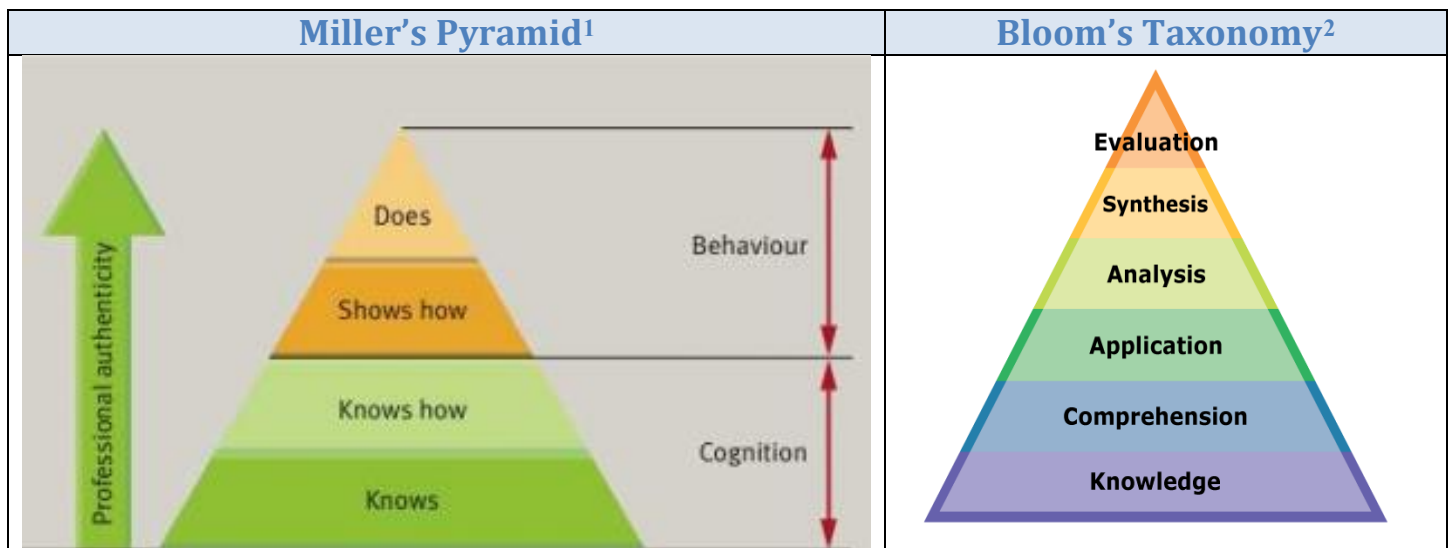 Miller’s Pyramid1
Bloom’s Taxonomy2
Professional authenticity
Does
Shows how
Knows how
Knows
Behaviour
Cognition
Evaluation
Synthesis
Analysis
Application
Comprehension
Knowledge